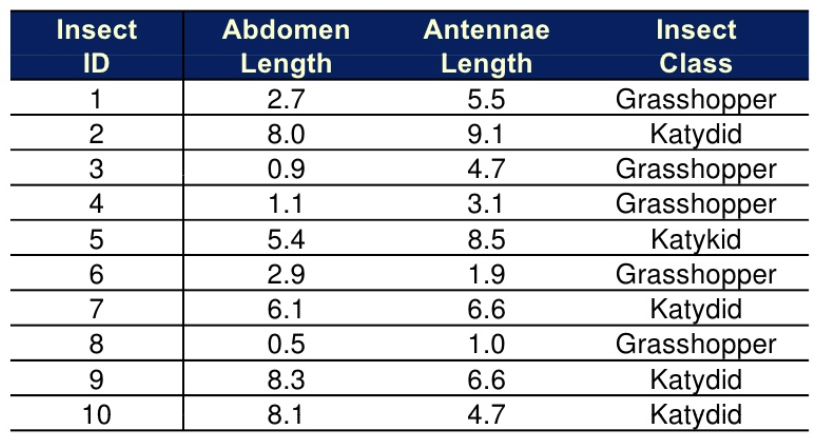 Insect Abdomen Antennae Insect
ID Length Length Class
1 2.7 5.5 Grasshopper
2 8.0 9.1 Katydid
3 0.9 4.7 Grasshopper
4 1.1 3.1 Grasshopper
5 5.4 8.5 Katykid
6 2.9 1.9 Grasshopper
7 6.1 6.6 Katydid
8 0.5 1.0 Grasshopper
9 8.3 6.6 Katydid
10 8.1 4.7 Katydid